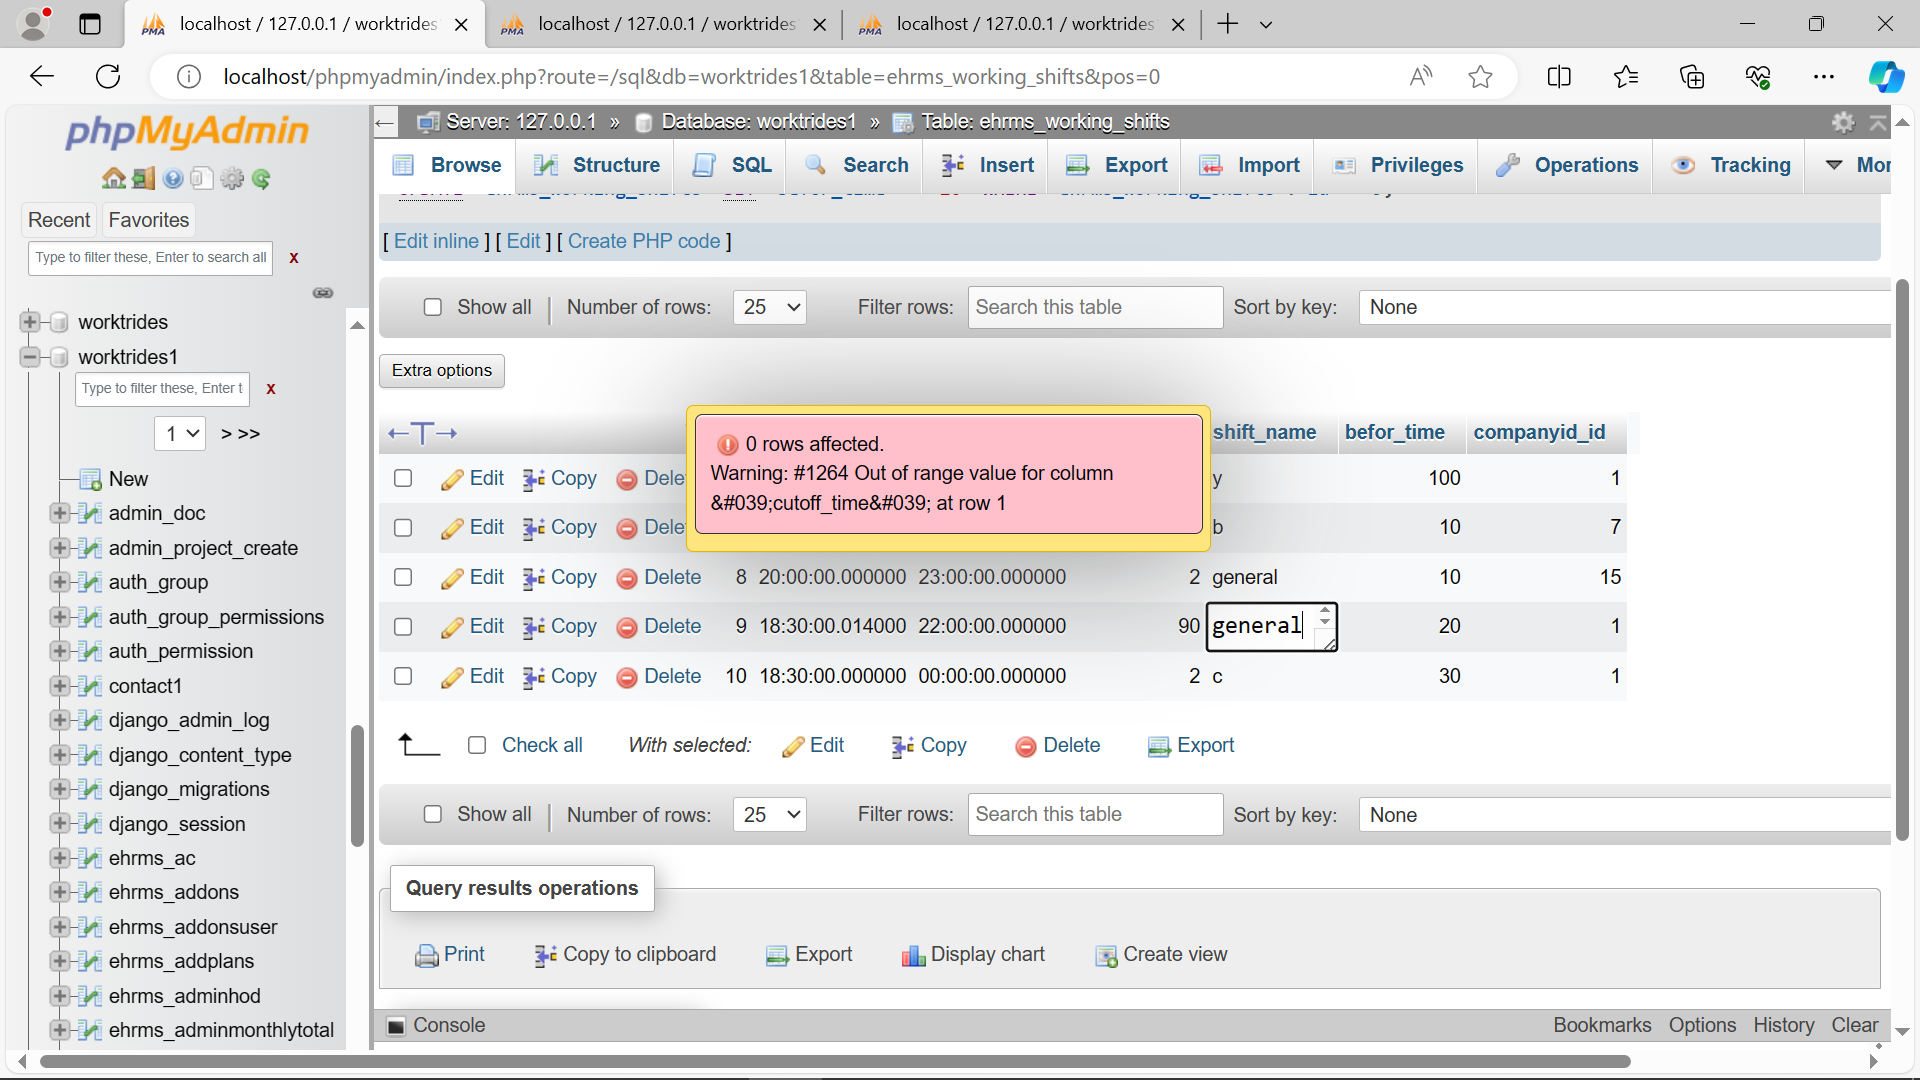 localhost / 127.0.0.1 / worktrides
localhost / 127.0.0.1 / worktrides
localhost / 127.0.0.1 / worktrides
localhost/phpmyadmin/index.php?route=/sql&db=worktrides1&table=ehrms_working_shifts&pos=0
phpMyAdmin
Recent
Favorites
Type to filter these, Enter to search all
x
worktrides
worktrides1
Type to filter these, Enter t
x
1
> >>
New
admin_doc
admin_project_create
auth_group
auth_group_permissions
auth_permission
contact1
django_admin_log
django_content_type
django_migrations
django_session
ehrms_ac
ehrms_addons
ehrms_addonsuser
ehrms_addplans
ehrms_adminhod
ehrms_adminmonthlytotal
Server: 127.0.0.1 » Database: worktrides1 » Table: ehrms_working_shifts
Browse Structure SQL Search Insert Export Import Privileges Operations Tracking Mor
[ Edit inline ] [ Edit ] [ Create PHP code ]
Show all | Number of rows: 25 Filter rows: Search this table Sort by key: None
Extra options
←T→ shift_name befor_time companyid_id
Edit Copy Dele y 100 1
Edit Copy Dele b 10 7
0 rows affected.
Warning: #1264 Out of range value for column
&#039;cutoff_time&#039; at row 1
Edit Copy Delete 8 20:00:00.000000 23:00:00.000000 2 general 10 15
Edit Copy Delete 9 18:30:00.014000 22:00:00.000000 90 general 20 1
Edit Copy Delete 10 18:30:00.000000 00:00:00.000000 2 c 30 1
Check all With selected: Edit Copy Delete Export
Show all | Number of rows: 25 Filter rows: Search this table Sort by key: None
Query results operations
Print Copy to clipboard Export Display chart Create view
Console Bookmarks Options History Clear